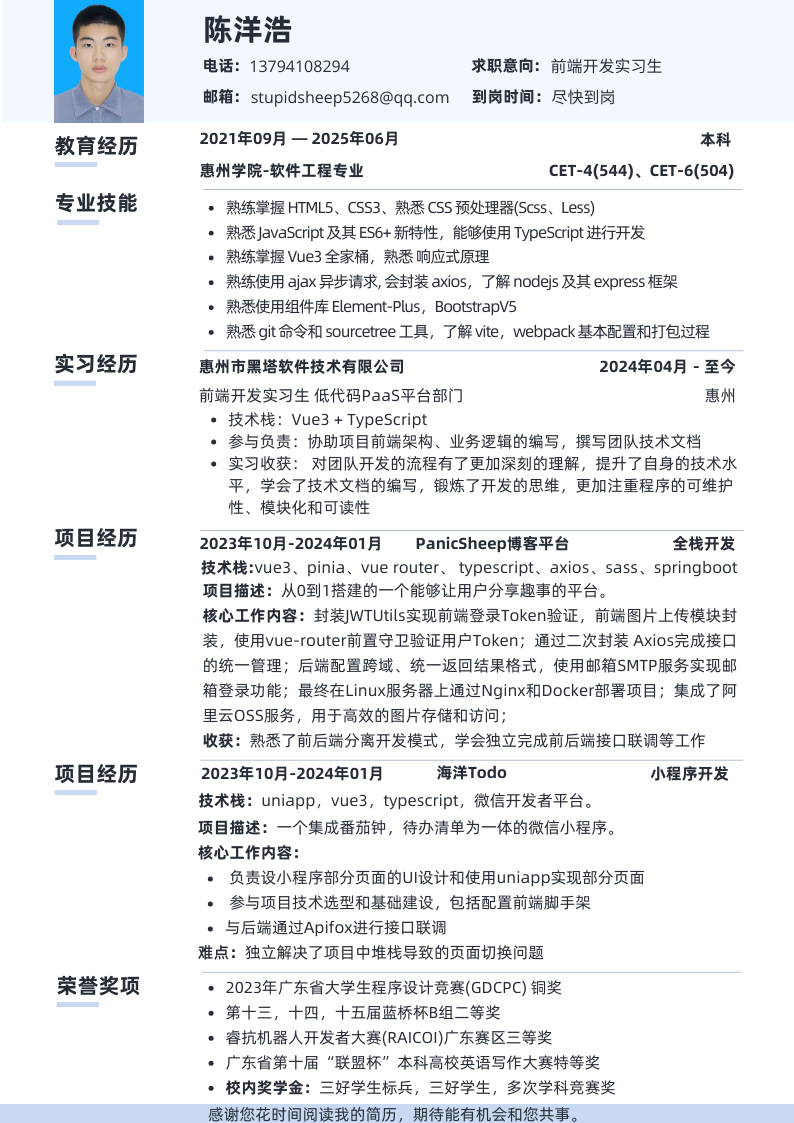 陈洋浩
电话：13794108294 求职意向：前端开发实习生
邮箱：stupidsheep5268@qq.com 到岗时间：尽快到岗
教育经历
2021年09月 — 2025年06月 本科
惠州学院-软件工程专业 CET-4(544)、CET-6(504)
专业技能
• 熟练掌握 HTML5、CSS3、熟悉 CSS 预处理器(Scss、Less)
• 熟悉 JavaScript 及其 ES6+ 新特性，能够使用 TypeScript 进行开发
• 熟练掌握 Vue3 全家桶，熟悉 响应式原理
• 熟练使用 ajax 异步请求, 会封装 axios，了解 nodejs 及其 express 框架
• 熟悉使用组件库 Element-Plus，BootstrapV5
• 熟悉 git 命令和 sourcetree 工具，了解 vite，webpack 基本配置和打包过程
实习经历
惠州市黑塔软件技术有限公司 2024年04月 - 至今
前端开发实习生 低代码PaaS平台部门 惠州
• 技术栈：Vue3 + TypeScript
• 参与负责：协助项目前端架构、业务逻辑的编写，撰写团队技术文档
• 实习收获： 对团队开发的流程有了更加深刻的理解，提升了自身的技术水
平，学会了技术文档的编写，锻炼了开发的思维，更加注重程序的可维护
性、模块化和可读性
项目经历
2023年10月-2024年01月 PanicSheep博客平台 全栈开发
技术栈:vue3、pinia、vue router、 typescript、axios、sass、springboot
项目描述：从0到1搭建的一个能够让用户分享趣事的平台。
核心工作内容：封装JWTUtils实现前端登录Token验证，前端图片上传模块封
装，使用vue-router前置守卫验证用户Token；通过二次封装 Axios完成接口
的统一管理；后端配置跨域、统一返回结果格式，使用邮箱SMTP服务实现邮
箱登录功能；最终在Linux服务器上通过Nginx和Docker部署项目；集成了阿
里云OSS服务，用于高效的图片存储和访问；
收获：熟悉了前后端分离开发模式，学会独立完成前后端接口联调等工作
项目经历
2023年10月-2024年01月 海洋Todo 小程序开发
技术栈：uniapp，vue3，typescript，微信开发者平台。
项目描述：一个集成番茄钟，待办清单为一体的微信小程序。
核心工作内容：
• 负责设小程序部分页面的UI设计和使用uniapp实现部分页面
• 参与项目技术选型和基础建设，包括配置前端脚手架
• 与后端通过Apifox进行接口联调
难点：独立解决了项目中堆栈导致的页面切换问题
荣誉奖项
• 2023年广东省大学生程序设计竞赛(GDCPC) 铜奖
• 第十三，十四，十五届蓝桥杯B组二等奖
• 睿抗机器人开发者大赛(RAICOI)广东赛区三等奖
• 广东省第十届“联盟杯”本科高校英语写作大赛特等奖
• 校内奖学金：三好学生标兵，三好学生，多次学科竞赛奖
感谢您花时间阅读我的简历，期待能有机会和您共事。